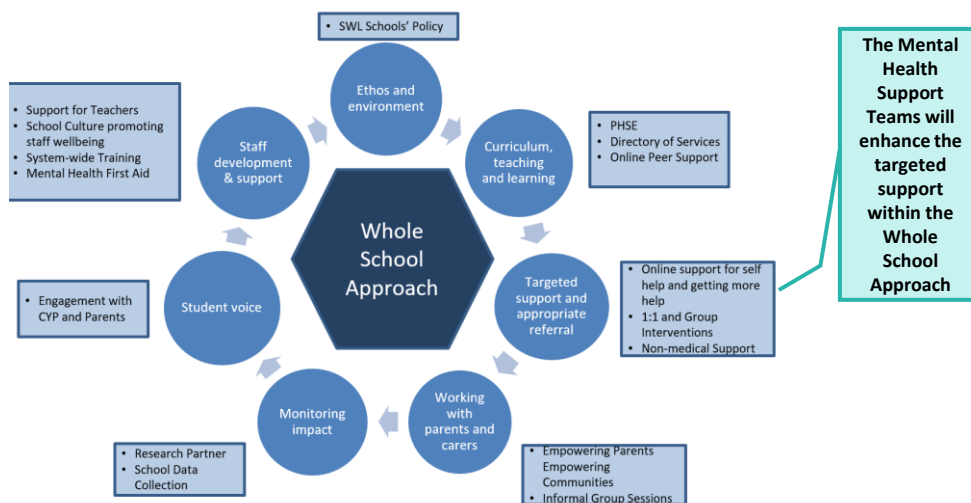 • SWL Schools' Policy
Ethos and
environment
• Support for Teachers
• School Culture promoting
staff wellbeing
• System-wide Training
• Mental Health First Aid
Staff
development
& support
Curriculum,
teaching
and learning
• PHSE
• Directory of Services
• Online Peer Support
The Mental
Health
Support
Teams will
enhance the
targeted
support
within the
Whole
School
Approach
Whole
School
Approach
• Engagement with
CYP and Parents
Student voice
Targeted
support and
appropriate
referral
• Online support for self
help and getting more
help
• 1:1 and Group
Interventions
• Non-medical Support
Monitoring
impact
Working
with
parents and
carers
• Research Partner
• School Data
Collection
• Empowering Parents
Empowering
Communities
• Informal Group Sessions